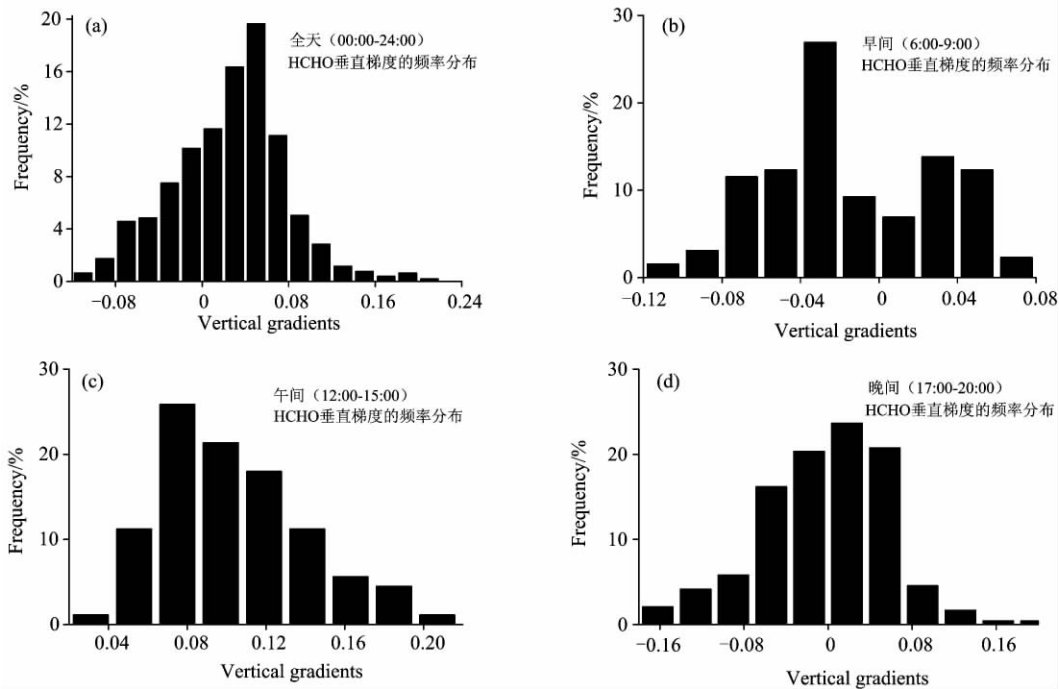 (a)
全天（00:00-24:00）
HCHO垂直梯度的频率分布
20
16
12
8
4
0
Frequency/%
−0.08
0
0.08
0.16
0.24
Vertical gradients
(b)
早间（6:00-9:00）
HCHO垂直梯度的频率分布
30
20
10
0
Frequency/%
−0.12
−0.08
−0.04
0
0.04
0.08
Vertical gradients
(c)
午间（12:00-15:00）
HCHO垂直梯度的频率分布
30
20
10
0
Frequency/%
0.04
0.08
0.12
0.16
0.20
Vertical gradients
(d)
晚间（17:00-20:00）
HCHO垂直梯度的频率分布
30
20
10
0
Frequency/%
−0.16
−0.08
0
0.08
0.16
Vertical gradients